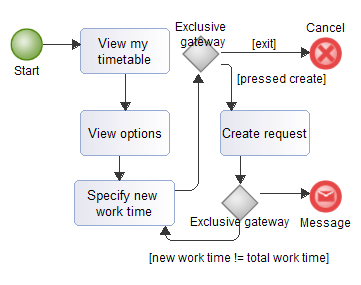 Start
View my
timetable
View options
Specify new
work time
Exclusive
gateway
[exit]
Cancel
[pressed create]
Create request
Exclusive gateway
Message
[new work time != total work time]